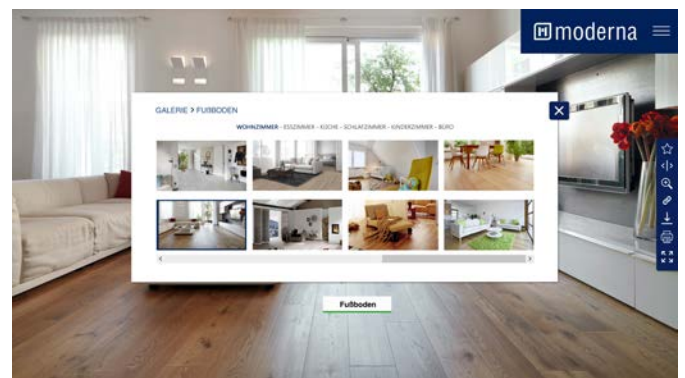 moderna
GALERIE > FUßBODEN
WOHNZIMMER - ESSZIMMER - KÜCHE - SCHLAFZIMMER - KINDERZIMMER - BÜRO
Fußboden